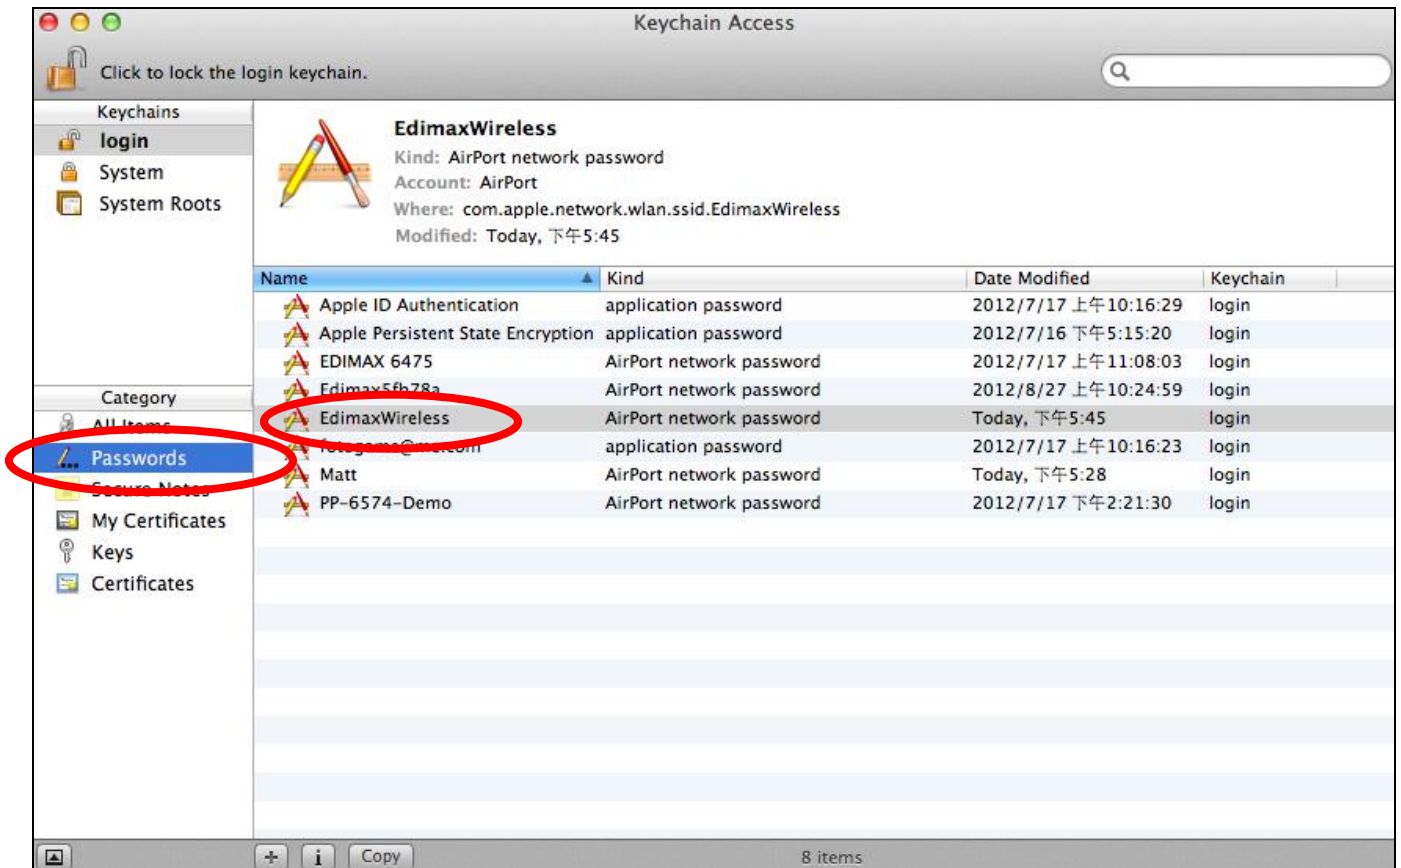 Keychain Access
Click to lock the login keychain.
Keychains
login
System
System Roots
EdimaxWireless
Kind: AirPort network password
Account: AirPort
Where: com.apple.network.wlan.ssid.EdimaxWireless
Modified: Today, 下午5:45
Name Kind Date Modified Keychain
Apple ID Authentication application password 2012/7/17 上午10:16:29 login
Apple Persistent State Encryption application password 2012/7/16 下午5:15:20 login
EDIMAX 6475 AirPort network password 2012/7/17 上午11:08:03 login
Edimax5fb78a AirPort network password 2012/8/27 上午10:24:59 login
EdimaxWireless AirPort network password Today, 下午5:45 login
application password 2012/7/17 上午10:16:23 login
Matt AirPort network password Today, 下午5:28 login
PP-6574-Demo AirPort network password 2012/7/17 下午2:21:30 login
Category
All Items
Passwords
Secure Notes
My Certificates
Keys
Certificates
+ i Copy 8 items